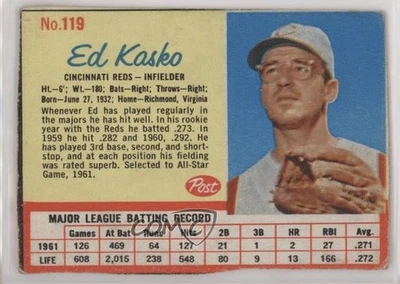 No. 119
Ed Kasko
CINCINNATI REDS – INFIELDER
Ht.—6'; Wt.—180; Bats—Right; Throws—Right;
Born—June 27, 1932; Home—Richmond, Virginia
Whenever Ed has played regularly in
the majors he has hit well. In his rookie
year with the Reds he batted .273. In
1959 he hit .282 and 1960, .292. He
has played 3rd base, second, and short-
stop, and at each position his fielding
was rated superb. Selected to All-Star
Game, 1961.
Post
MAJOR LEAGUE BATTING RECORD
Games At Bat Runs Hits 2B 3B HR RBI Avg.
1961 126 469 64 127 21 1 2 27 .271
LIFE 608 2,015 238 548 80 9 13 166 .272
COMC